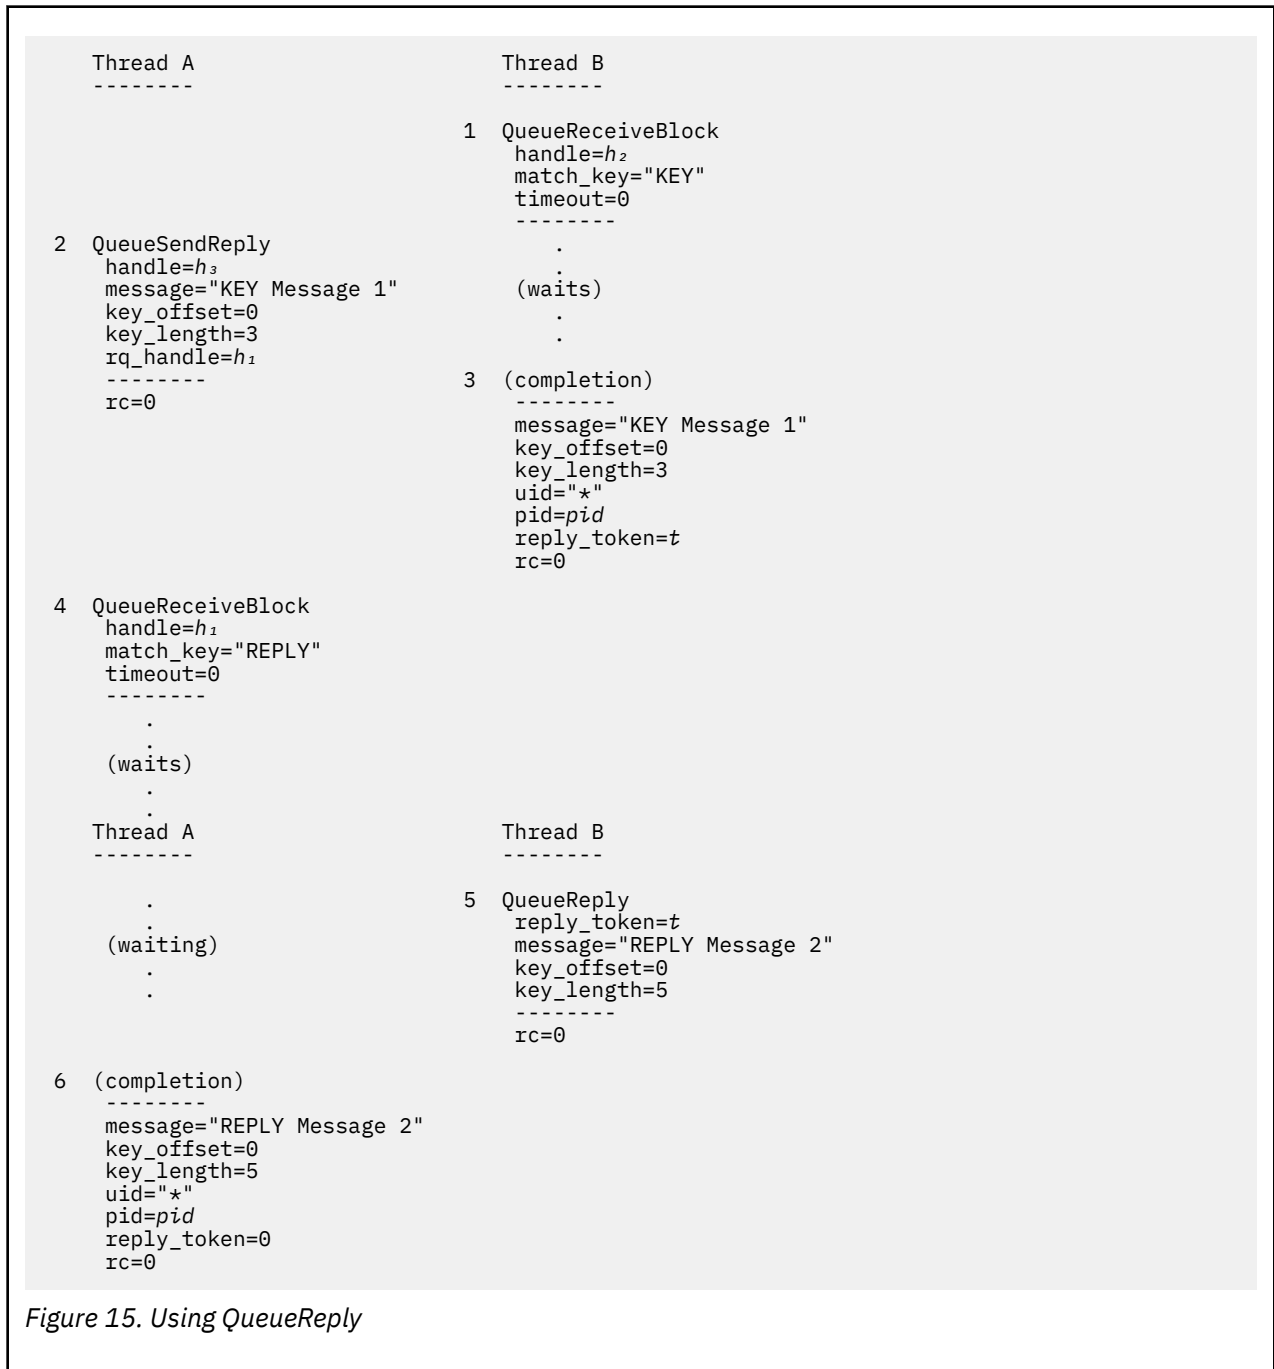 Thread A                        Thread B
--------                        --------
1  QueueReceiveBlock
handle=h₂
match_key="KEY"
timeout=0
--------
2  QueueSendReply                  .
handle=h₃                          .
message="KEY Message 1"         (waits)
key_offset=0                       .
key_length=3                       .
rq_handle=h₁
--------                     3  (completion)
rc=0                            --------
message="KEY Message 1"
key_offset=0
key_length=3
uid="*"
pid=pid
reply_token=t
rc=0
4  QueueReceiveBlock
handle=h₁
match_key="REPLY"
timeout=0
--------
.
.
(waits)
.
.
Thread A                        Thread B
--------                        --------
.                            5  QueueReply
.                               reply_token=t
(waiting)                       message="REPLY Message 2"
.                               key_offset=0
.                               key_length=5
--------
rc=0
6  (completion)
--------
message="REPLY Message 2"
key_offset=0
key_length=5
uid="*"
pid=pid
reply_token=0
rc=0
Figure 15. Using QueueReply